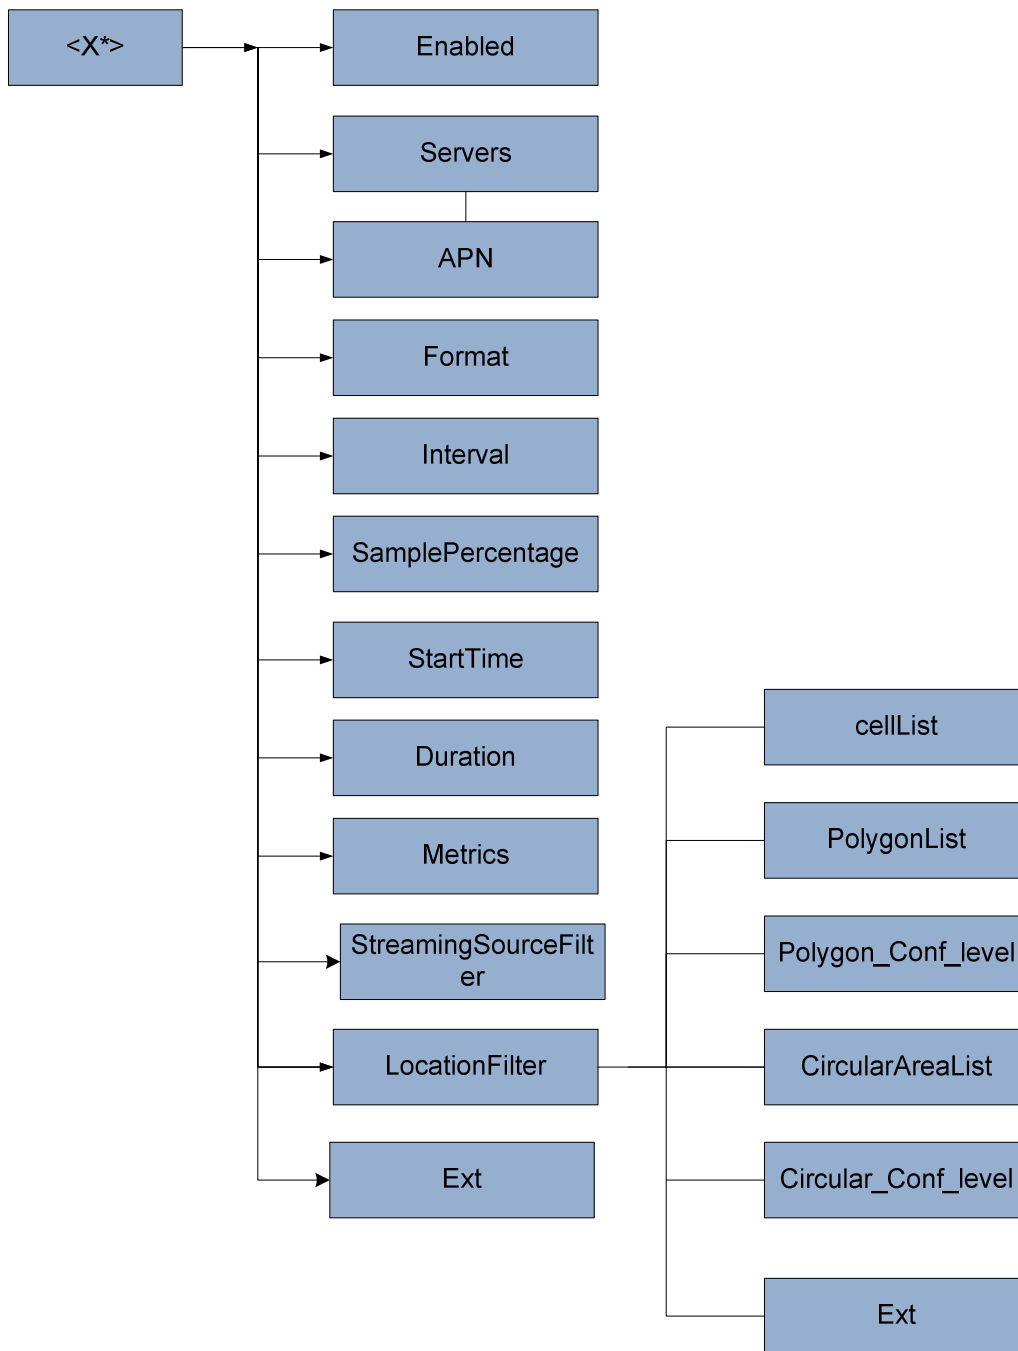 <X*>
Enabled
Servers
APN
Format
Interval
SamplePercentage
StartTime
Duration
Metrics
StreamingSourceFilt
er
LocationFilter
Ext
cellList
PolygonList
Polygon_Conf_level
CircularAreaList
Circular_Conf_level
Ext